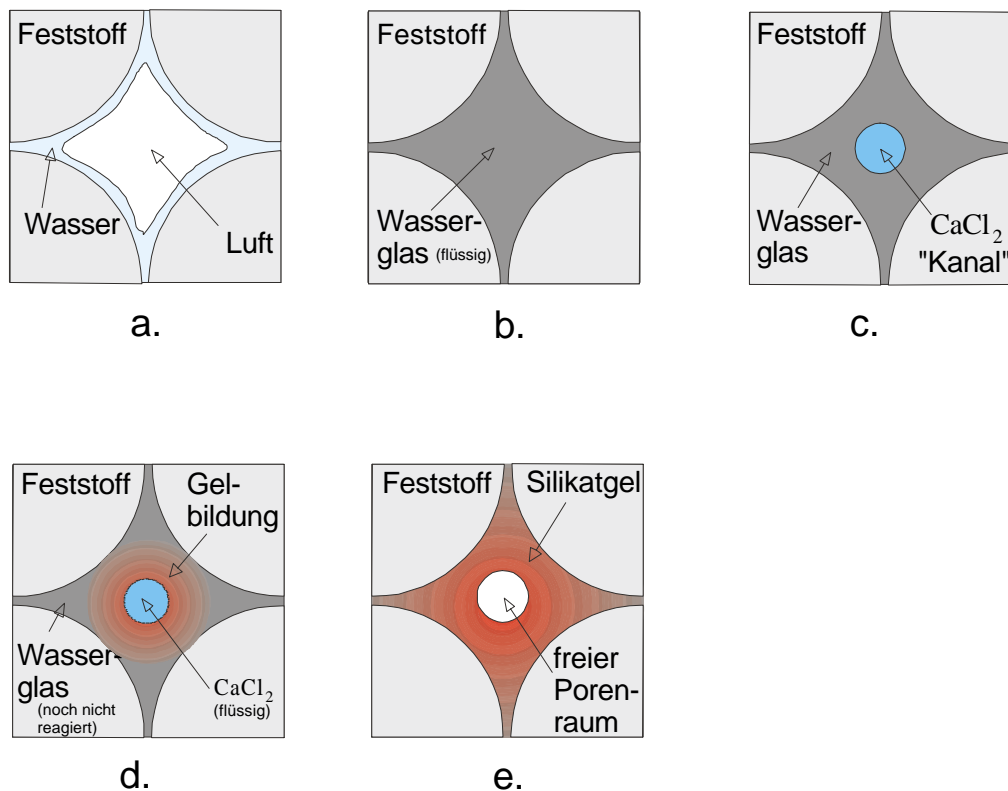 Feststoff
Wasser
Luft
a.
Feststoff
Wasser-
glas (flüssig)
b.
Feststoff
Wasser-
glas
CaCl₂
"Kanal"
c.
Feststoff
Gel-
bildung
Wasser-
glas
(noch nicht
reagiert)
CaCl₂
(flüssig)
d.
Feststoff
Silikatgel
freier
Poren-
raum
e.